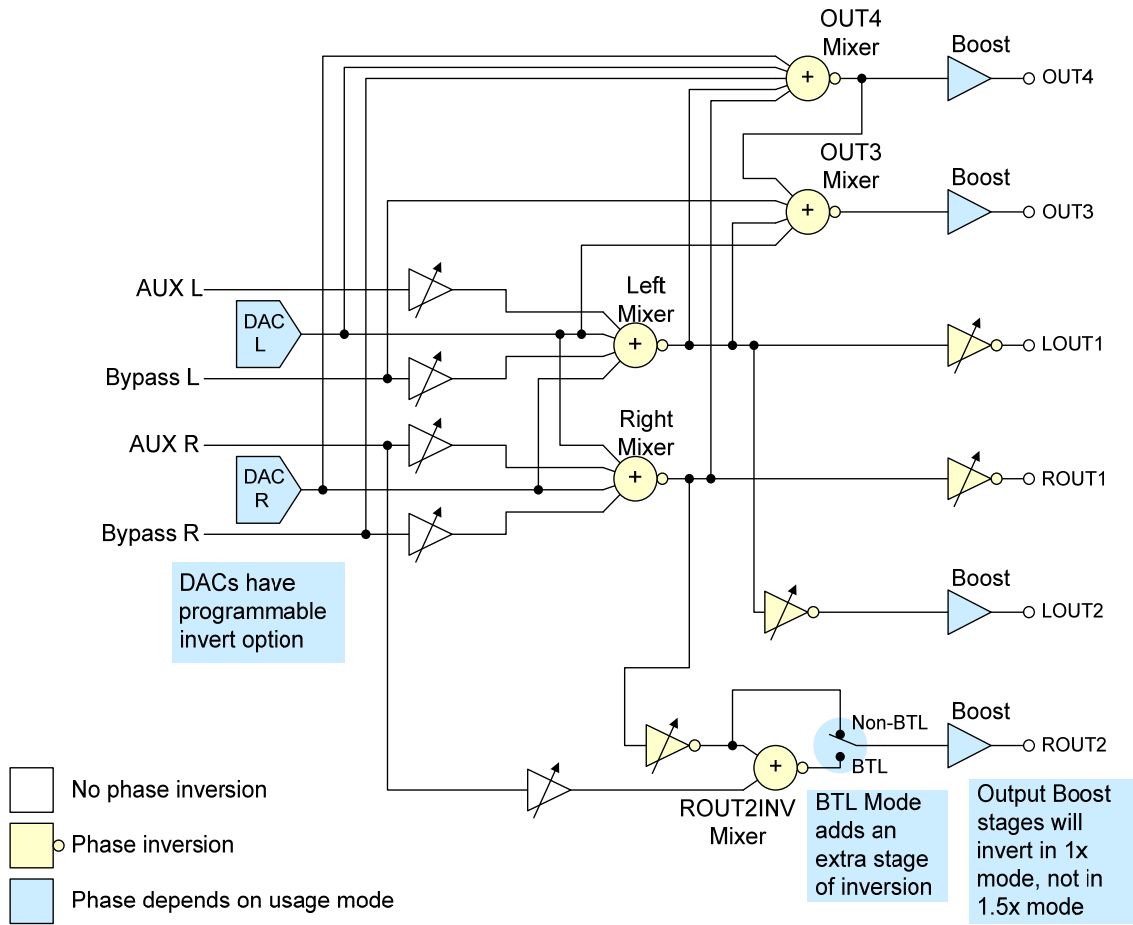 OUT4
Mixer
Boost
+
OUT4
OUT3
Mixer
Boost
+
OUT3
AUX L
DAC
L
Left
Mixer
+
LOUT1
Bypass L
AUX R
Right
Mixer
DAC
R
+
ROUT1
Bypass R
DACs have
programmable
invert option
Boost
LOUT2
Boost
Non-BTL
ROUT2
+
BTL
ROUT2INV
Mixer
BTL Mode
adds an
extra stage
of inversion
Output Boost
stages will
invert in 1x
mode, not in
1.5x mode
No phase inversion
Phase inversion
Phase depends on usage mode